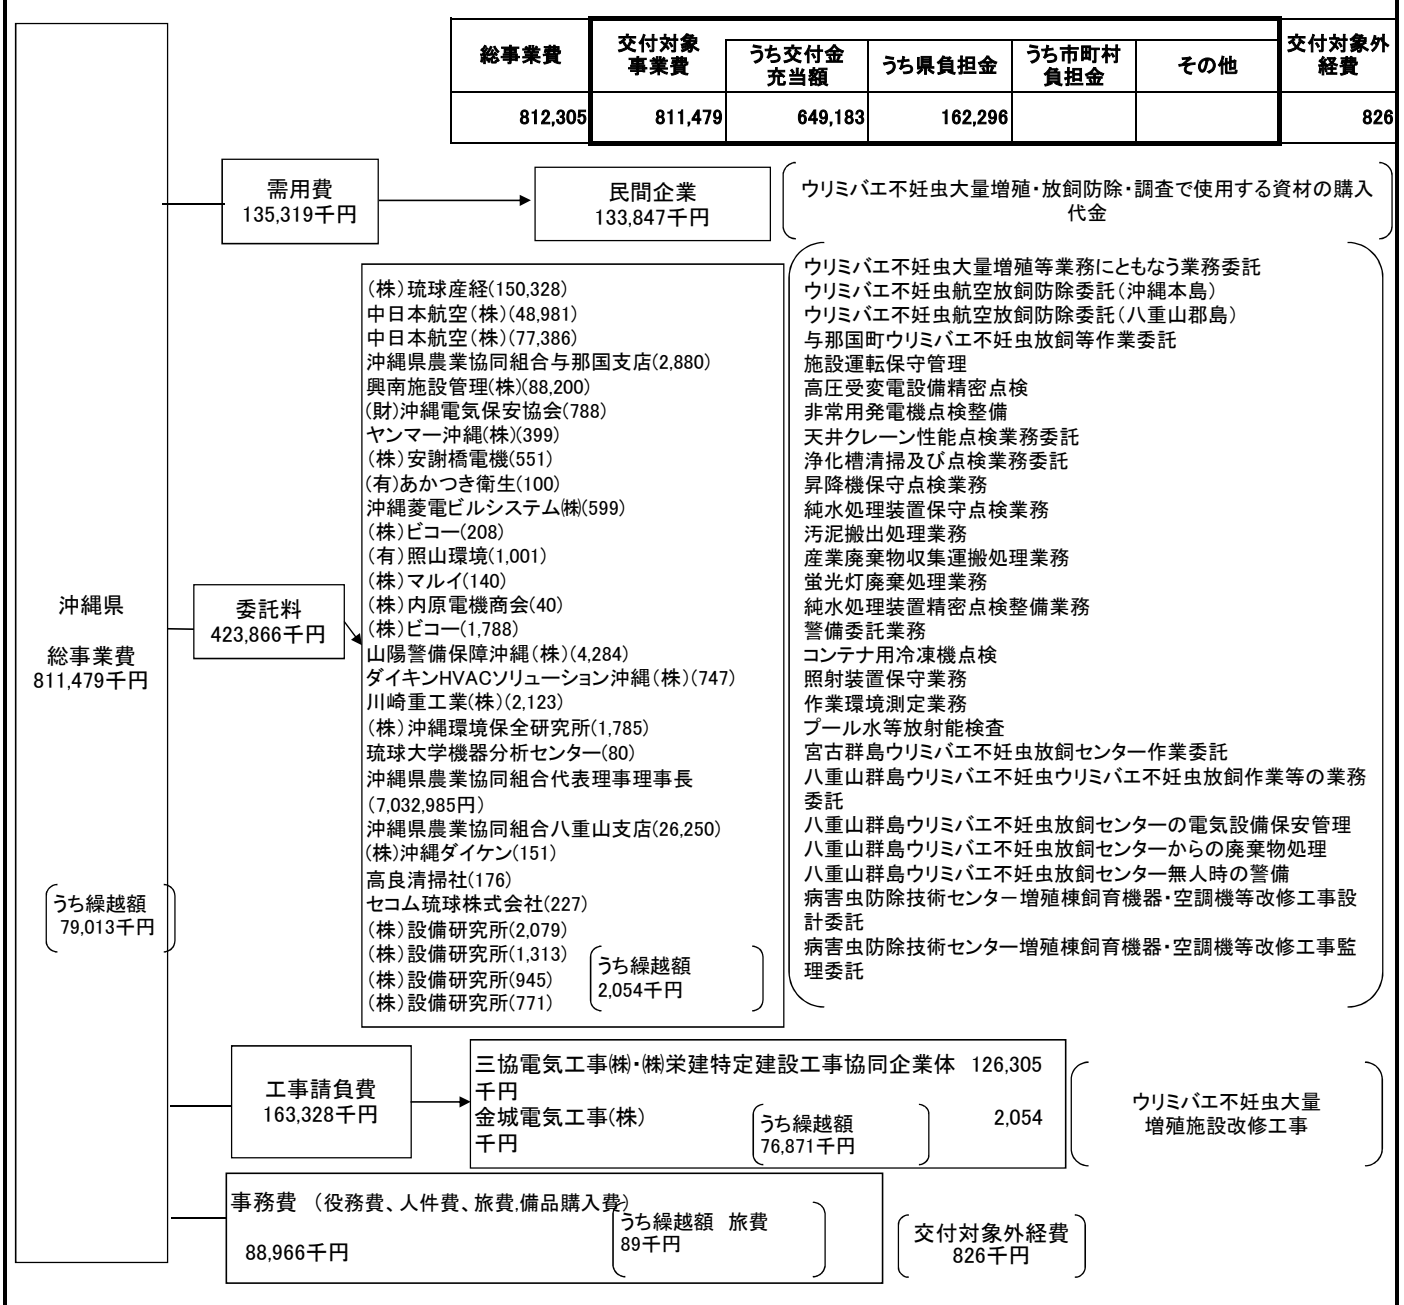 総事業費
交付対象
事業費
うち交付金
充当額
うち県負担金
うち市町村
負担金
その他
交付対象外
経費
812,305
811,479
649,183
162,296
826
需用費
135,319千円
民間企業
133,847千円
ウリミバエ不妊虫大量増殖・放飼防除・調査で使用する資材の購入
代金
沖縄県
総事業費
811,479千円
うち繰越額
79,013千円
委託料
423,866千円
(株)琉球産経(150,328)
中日本航空(株)(48,981)
中日本航空(株)(77,386)
沖縄県農業協同組合与那国支店(2,880)
興南施設管理(株)(88,200)
(財)沖縄電気保安協会(788)
ヤンマー沖縄(株)(399)
(株)安謝橋電機(551)
(有)あかつき衛生(100)
沖縄菱電ビルシステム㈱(599)
(株)ビコー(208)
(有)照山環境(1,001)
(株)マルイ(140)
(株)内原電機商会(40)
(株)ビコー(1,788)
山陽警備保障沖縄(株)(4,284)
ダイキンHVACソリューション沖縄(株)(747)
川崎重工業(株)(2,123)
(株)沖縄環境保全研究所(1,785)
琉球大学機器分析センター(80)
沖縄県農業協同組合代表理事理事長
(7,032,985円)
沖縄県農業協同組合八重山支店(26,250)
(株)沖縄ダイケン(151)
高良清掃社(176)
セコム琉球株式会社(227)
(株)設備研究所(2,079)
(株)設備研究所(1,313)
(株)設備研究所(945)
(株)設備研究所(771)
うち繰越額
2,054千円
ウリミバエ不妊虫大量増殖等業務にともなう業務委託
ウリミバエ不妊虫航空放飼防除委託(沖縄本島)
ウリミバエ不妊虫航空放飼防除委託(八重山郡島)
与那国町ウリミバエ不妊虫放飼等作業委託
施設運転保守管理
高圧受変電設備精密点検
非常用発電機点検整備
天井クレーン性能点検業務委託
浄化槽清掃及び点検業務委託
昇降機保守点検業務
純水処理装置保守点検業務
汚泥搬出処理業務
産業廃棄物収集運搬処理業務
蛍光灯廃棄処理業務
純水処理装置精密点検整備業務
警備委託業務
コンテナ用冷凍機点検
照射装置保守業務
作業環境測定業務
プール水等放射能検査
宮古群島ウリミバエ不妊虫放飼センター作業委託
八重山群島ウリミバエ不妊虫ウリミバエ不妊虫放飼作業等の業務
委託
八重山群島ウリミバエ不妊虫放飼センターの電気設備保安管理
八重山群島ウリミバエ不妊虫放飼センターからの廃棄物処理
八重山群島ウリミバエ不妊虫放飼センター無人時の警備
病害虫防除技術センター増殖棟飼育機器・空調機等改修工事設
計委託
病害虫防除技術センター増殖棟飼育機器・空調機等改修工事監
理委託
工事請負費
163,328千円
三協電気工事㈱・㈱栄建特定建設工事協同企業体 126,305
千円
金城電気工事(株) 2,054
千円
うち繰越額
76,871千円
ウリミバエ不妊虫大量
増殖施設改修工事
事務費 (役務費、人件費、旅費,備品購入費)
88,966千円
うち繰越額 旅費
89千円
交付対象外経費
826千円